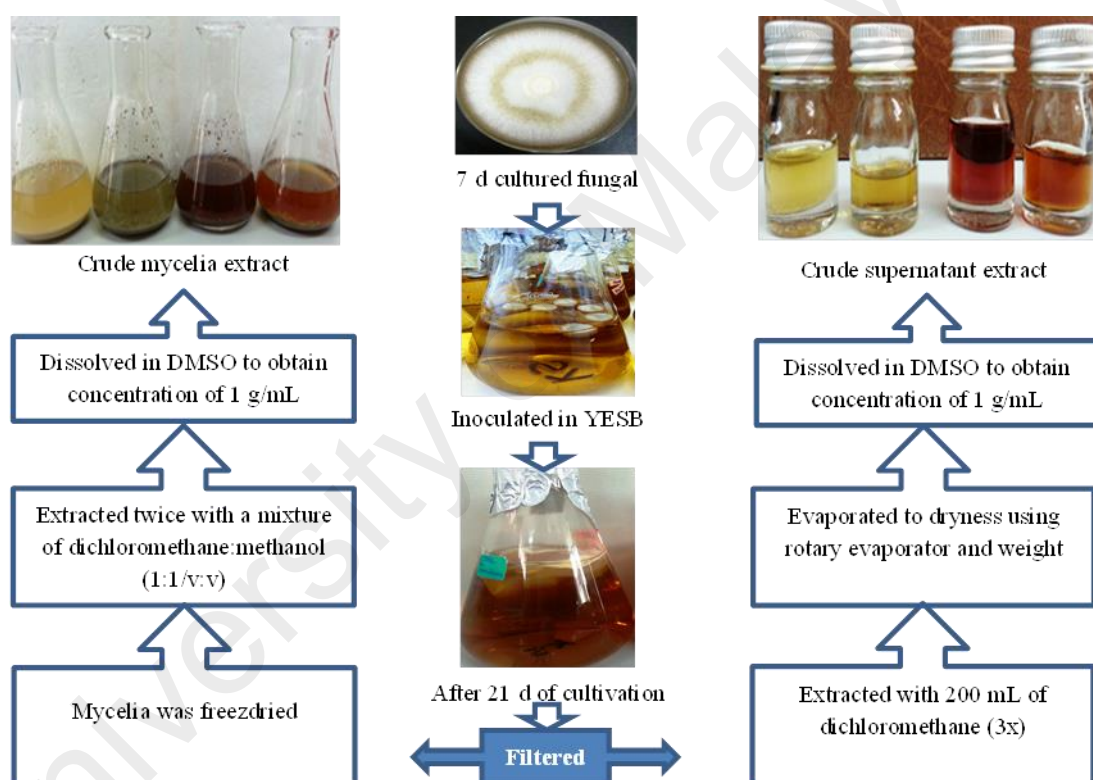 7 d cultured fungal
Inoculated in YESB
After 21 d of cultivation
Filtered
Mycelia was freezdried
Extracted twice with a mixture
of dichloromethane:methanol
(1:1/v:v)
Dissolved in DMSO to obtain
concentration of 1 g/mL
Crude mycelia extract
Extracted with 200 mL of
dichloromethane (3x)
Evaporated to dryness using
rotary evaporator and weight
Dissolved in DMSO to obtain
concentration of 1 g/mL
Crude supernatant extract